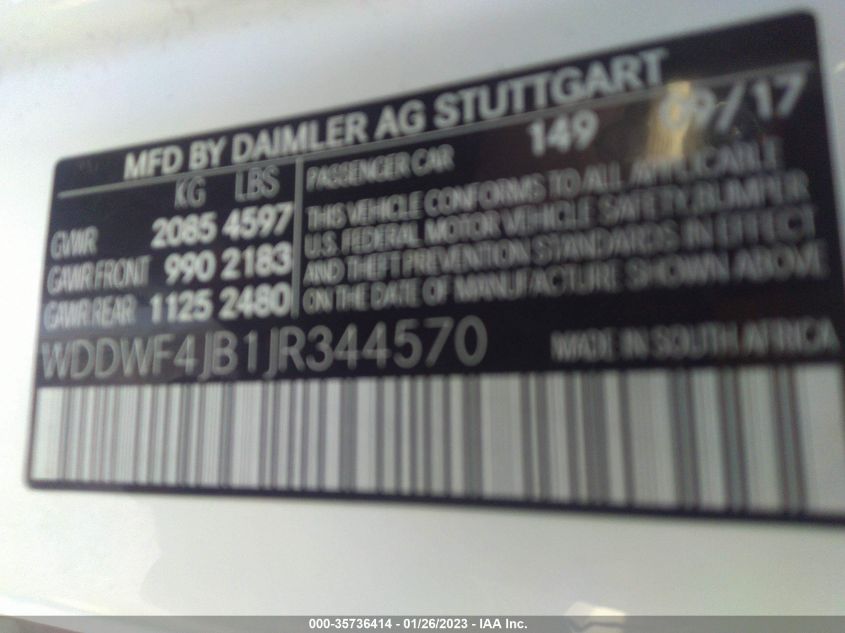 MFD BY DAIMLER AG STUTTGART
149 09/17
KG LBS
GVWR 2085 4597
GAWR FRONT 990 2183
GAWR REAR 1125 2480
PASSENGER CAR
THIS VEHICLE CONFORMS TO ALL APPLICABLE
U.S. FEDERAL MOTOR VEHICLE SAFETY, BUMPER
AND THEFT PREVENTION STANDARDS IN EFFECT
ON THE DATE OF MANUFACTURE SHOWN ABOVE
WDDWF4JB1JR344570
MADE IN SOUTH AFRICA
000-35736414 - 01/26/2023 - IAA Inc.